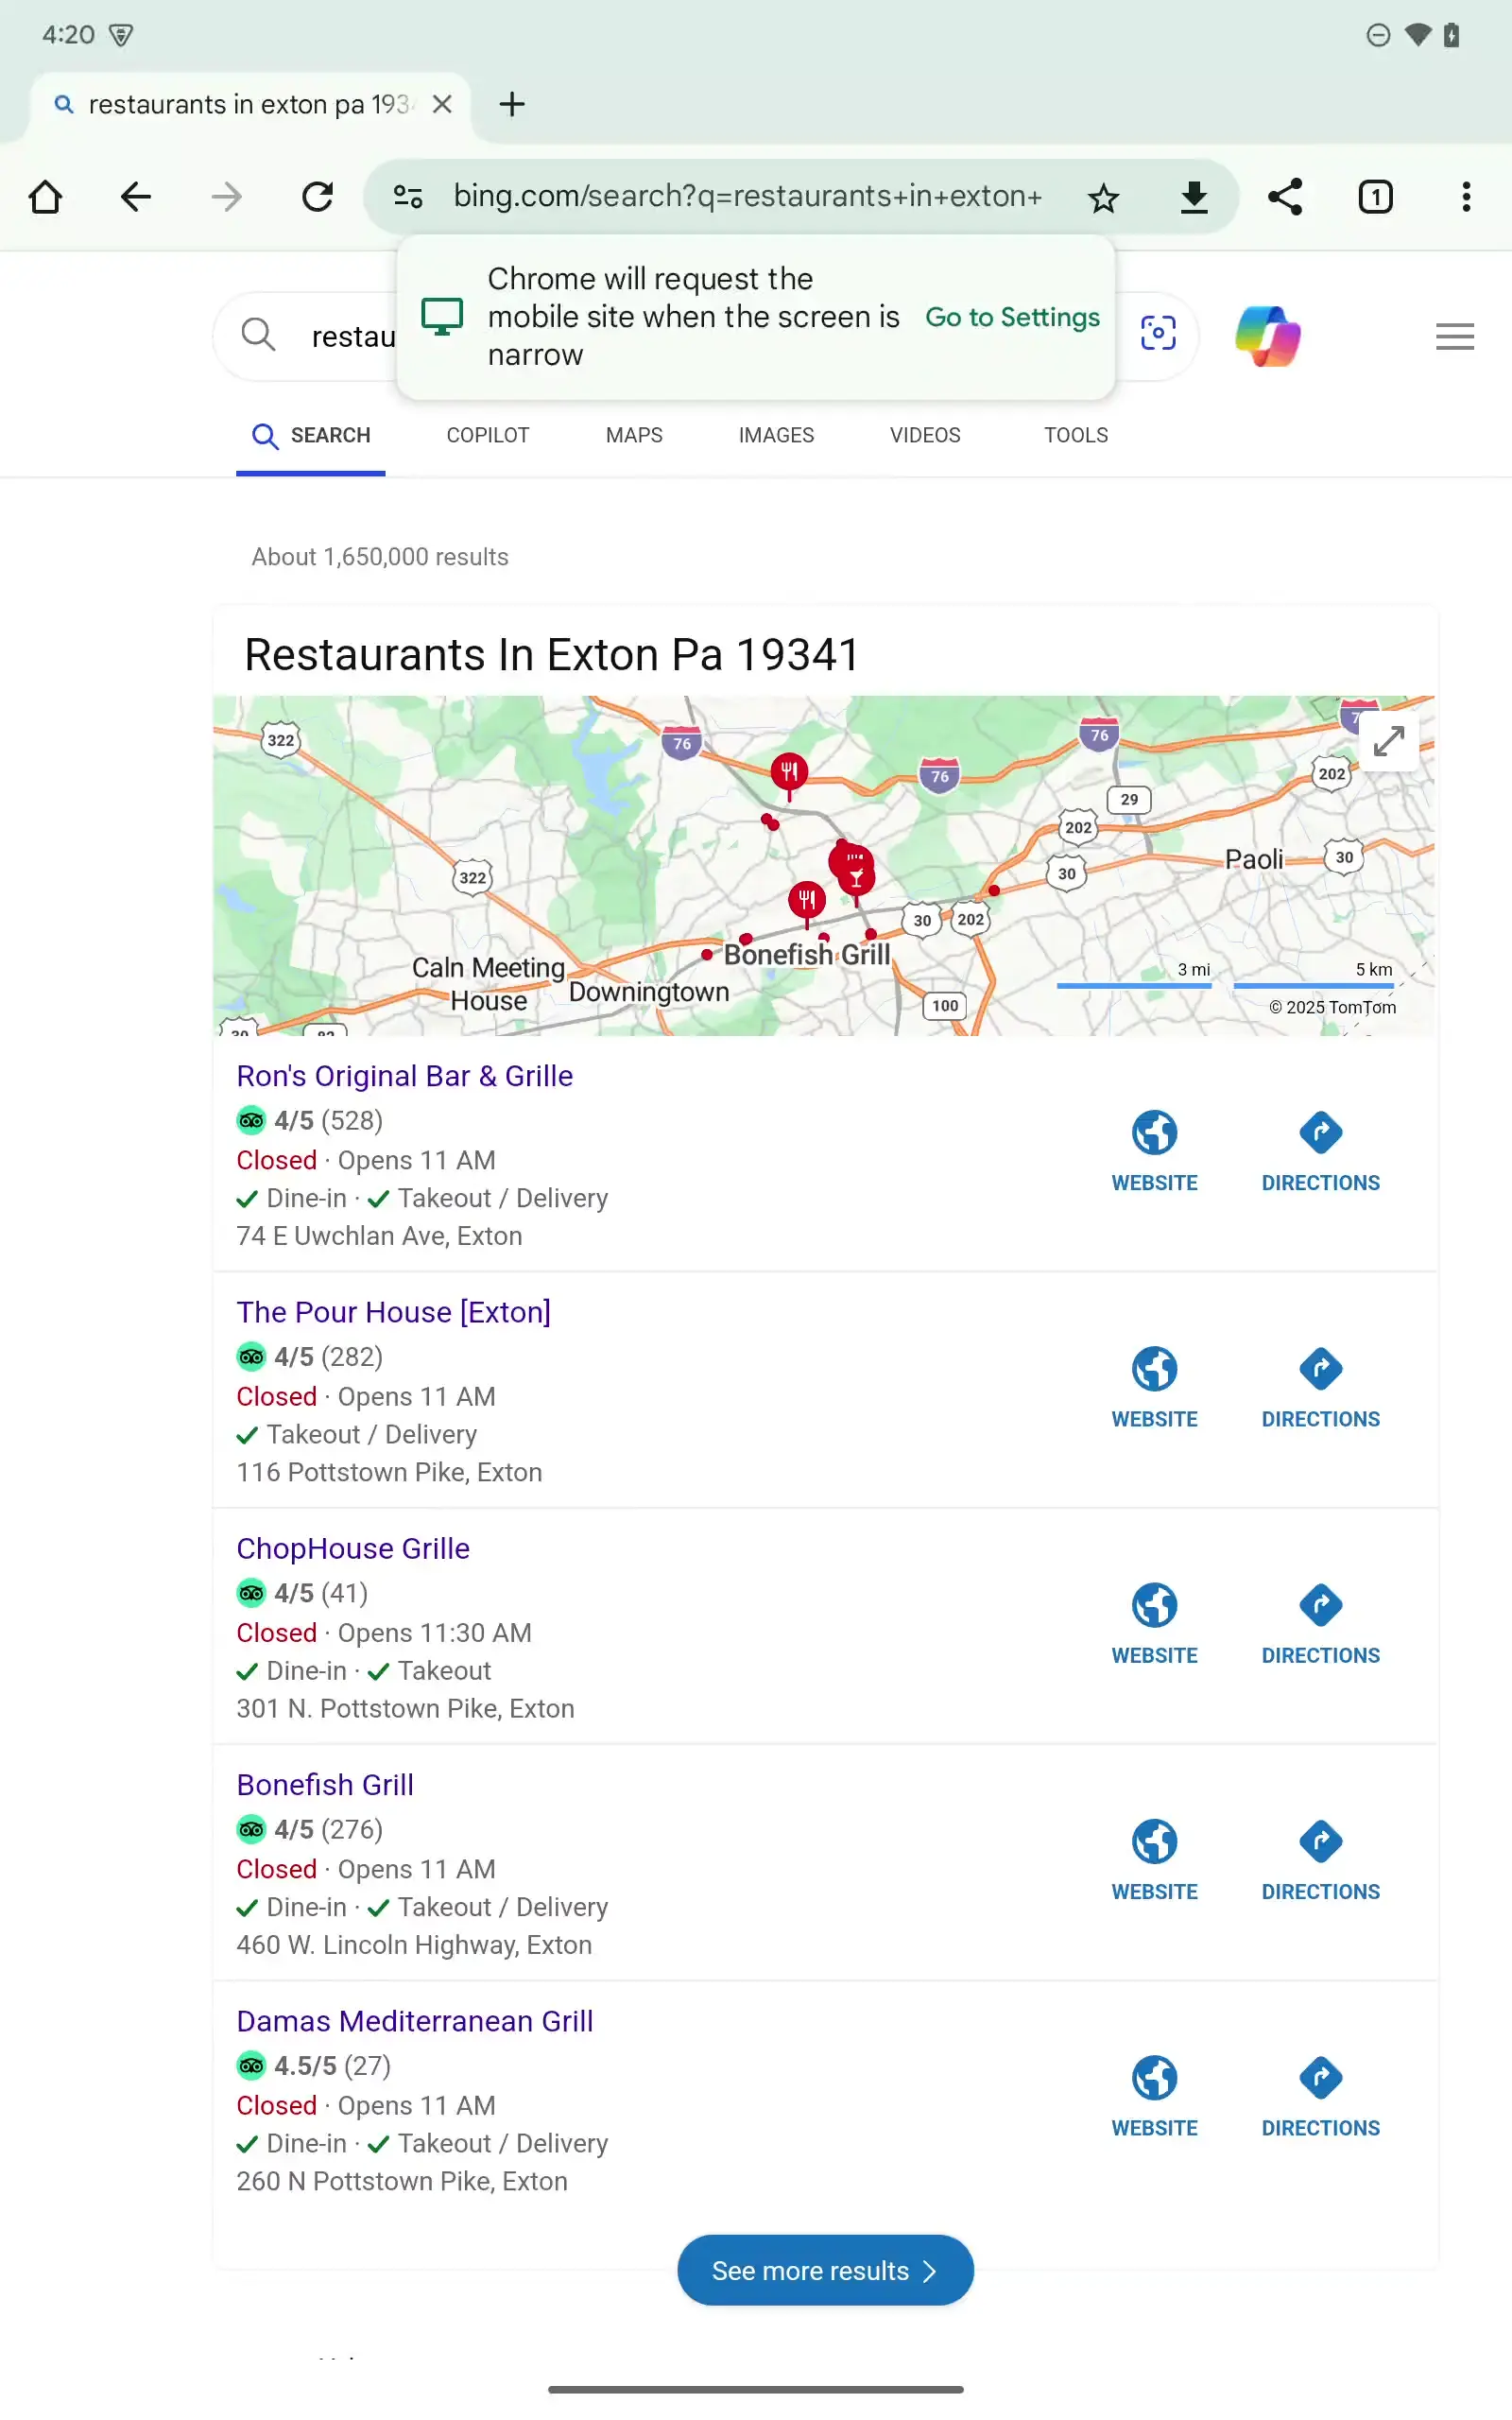 4:20
restaurants in exton pa 193
bing.com/search?q=restaurants+in+exton+
1
Chrome will request the
mobile site when the screen is
narrow
Go to Settings
restau
SEARCH COPILOT MAPS IMAGES VIDEOS TOOLS
About 1,650,000 results
Restaurants In Exton Pa 19341
322
76
76
76
7
202
29
202
30
30
322
Paoli
30
202
Bonefish Grill
Caln Meeting
House
Downingtown
100
3 mi
5 km
© 2025 TomTom
Ron's Original Bar & Grille
4/5 (528)
Closed · Opens 11 AM
Dine-in · Takeout / Delivery
74 E Uwchlan Ave, Exton
WEBSITE DIRECTIONS
The Pour House [Exton]
4/5 (282)
Closed · Opens 11 AM
Takeout / Delivery
116 Pottstown Pike, Exton
WEBSITE DIRECTIONS
ChopHouse Grille
4/5 (41)
Closed · Opens 11:30 AM
Dine-in · Takeout
301 N. Pottstown Pike, Exton
WEBSITE DIRECTIONS
Bonefish Grill
4/5 (276)
Closed · Opens 11 AM
Dine-in · Takeout / Delivery
460 W. Lincoln Highway, Exton
WEBSITE DIRECTIONS
Damas Mediterranean Grill
4.5/5 (27)
Closed · Opens 11 AM
Dine-in · Takeout / Delivery
260 N Pottstown Pike, Exton
WEBSITE DIRECTIONS
See more results